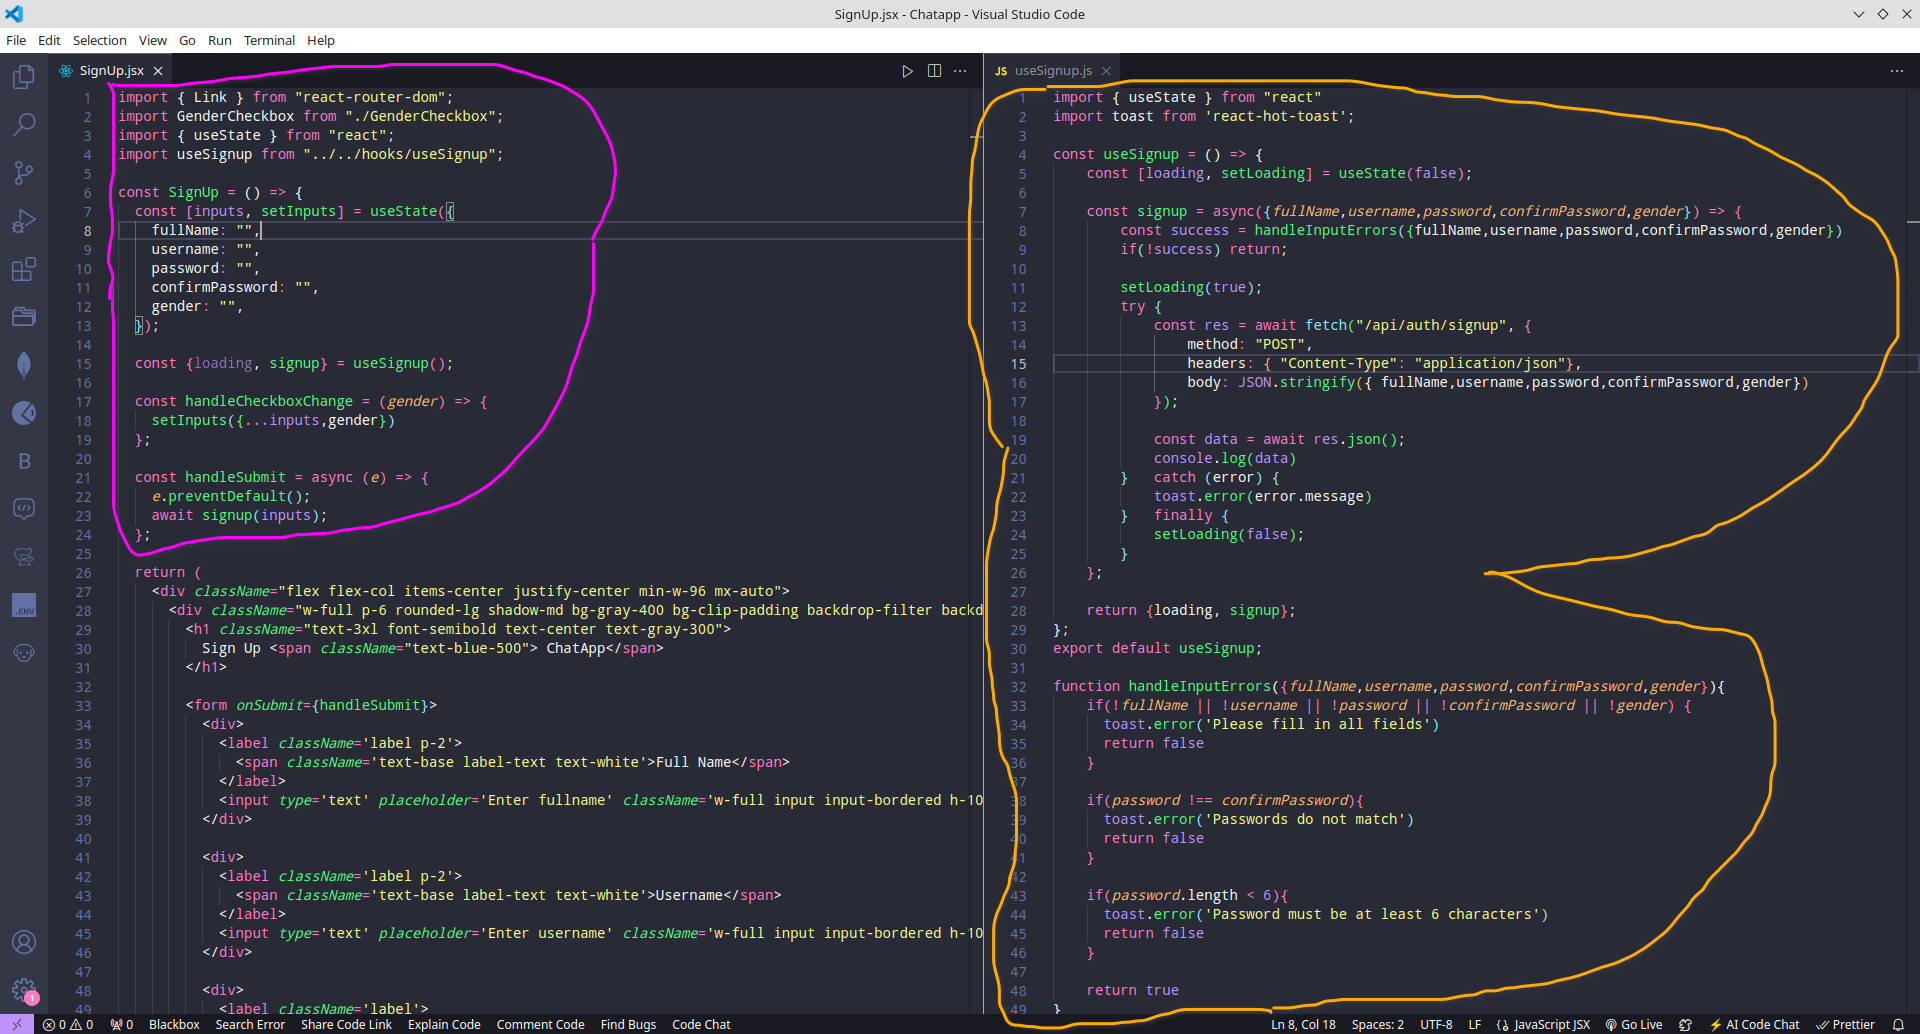 SignUp.jsx - Chatapp - Visual Studio Code
File Edit Selection View Go Run Terminal Help
SignUp.jsx
1 import { Link } from "react-router-dom";
2 import GenderCheckbox from "./GenderCheckbox";
3 import { useState } from "react";
4 import useSignup from "../../hooks/useSignup";
5
6 const SignUp = () => {
7 const [inputs, setInputs] = useState({
8 fullName: "",
9 username: "",
10 password: "",
11 confirmPassword: "",
12 gender: "",
13 });
14
15 const {loading, signup} = useSignup();
16
17 const handleCheckboxChange = (gender) => {
18 setInputs({...inputs,gender})
19 };
20
21 const handleSubmit = async (e) => {
22 e.preventDefault();
23 await signup(inputs);
24 };
25
26 return (
27 <div className="flex flex-col items-center justify-center min-w-96 mx-auto">
28 <div className="w-full p-6 rounded-lg shadow-md bg-gray-400 bg-clip-padding backdrop-filter backd
29 <h1 className="text-3xl font-semibold text-center text-gray-300">
30 Sign Up <span className="text-blue-500"> ChatApp</span>
31 </h1>
32
33 <form onSubmit={handleSubmit}>
34 <div>
35 <label className='label p-2'>
36 <span className='text-base label-text text-white'>Full Name</span>
37 </label>
38 <input type='text' placeholder='Enter fullname' className='w-full input input-bordered h-10
39 </div>
40
41 <div>
42 <label className='label p-2'>
43 <span className='text-base label-text text-white'>Username</span>
44 </label>
45 <input type='text' placeholder='Enter username' className='w-full input input-bordered h-10
46 </div>
47
48 <div>
49 <label className='label'>
JS useSignup.js
1 import { useState } from "react"
2 import toast from 'react-hot-toast';
3
4 const useSignup = () => {
5 const [loading, setLoading] = useState(false);
6
7 const signup = async({fullName,username,password,confirmPassword,gender}) => {
8 const success = handleInputErrors({fullName,username,password,confirmPassword,gender})
9 if(!success) return;
10
11 setLoading(true);
12 try {
13 const res = await fetch("/api/auth/signup", {
14 method: "POST",
15 headers: { "Content-Type": "application/json"},
16 body: JSON.stringify({ fullName,username,password,confirmPassword,gender})
17 });
18
19 const data = await res.json();
20 console.log(data)
21 } catch (error) {
22 toast.error(error.message)
23 } finally {
24 setLoading(false);
25 }
26 };
27
28 return {loading, signup};
29 };
30 export default useSignup;
31
32 function handleInputErrors({fullName,username,password,confirmPassword,gender}){
33 if(!fullName || !username || !password || !confirmPassword || !gender) {
34 toast.error('Please fill in all fields')
35 return false
36 }
37
38 if(password !== confirmPassword){
39 toast.error('Passwords do not match')
40 return false
41 }
42
43 if(password.length < 6){
44 toast.error('Password must be at least 6 characters')
45 return false
46 }
47
48 return true
49 }
B
.ENV
1
0 0 0 Blackbox Search Error Share Code Link Explain Code Comment Code Find Bugs Code Chat Ln 8, Col 18 Spaces: 2 UTF-8 LF JavaScript JSX Go Live AI Code Chat Prettier